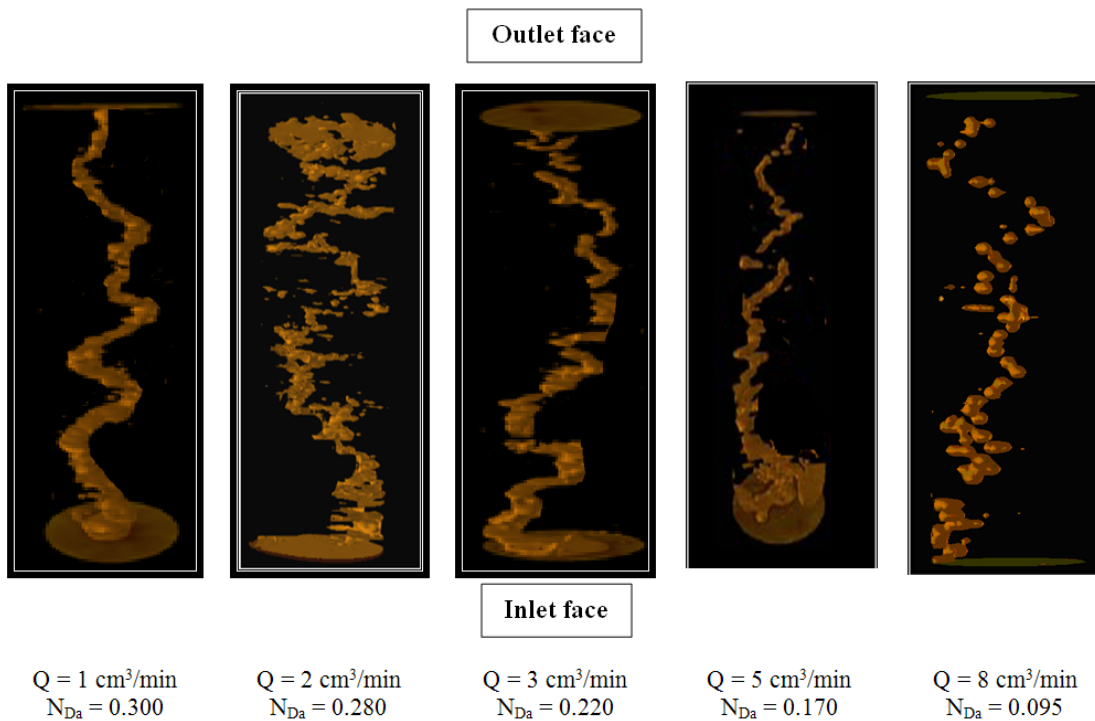 Outlet face
Inlet face
Q = 1 cm³/min
N_Da = 0.300
Q = 2 cm³/min
N_Da = 0.280
Q = 3 cm³/min
N_Da = 0.220
Q = 5 cm³/min
N_Da = 0.170
Q = 8 cm³/min
N_Da = 0.095